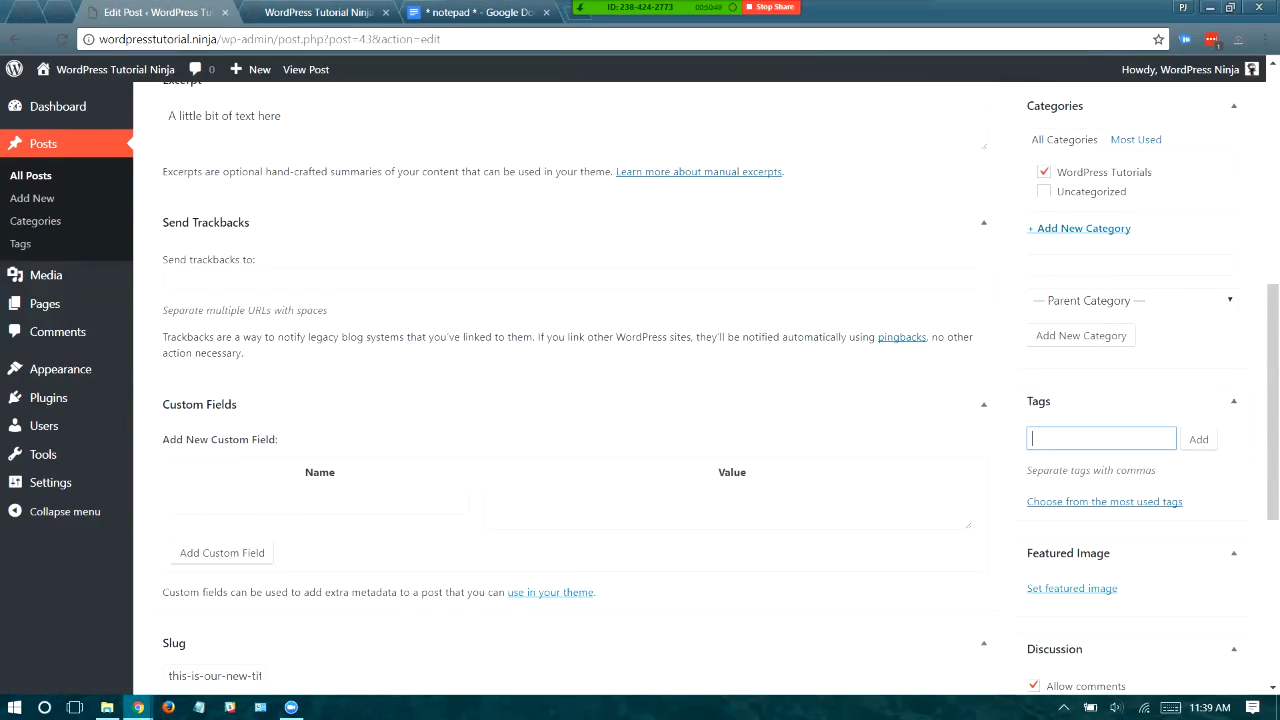 Edit Post ‹ WordPress Tut
WordPress Tutorial Ninja
* notepad * - Google Do
ID: 238-424-2773
00:50:49
Stop Share
PJ
wordpresstutorial.ninja/wp-admin/post.php?post=43&action=edit
1
WordPress Tutorial Ninja
0
New
View Post
Howdy, WordPress Ninja
Dashboard
Posts
All Posts
Add New
Categories
Tags
Media
Pages
Comments
Appearance
Plugins
Users
Tools
Settings
Collapse menu
Excerpt
A little bit of text here
Excerpts are optional hand-crafted summaries of your content that can be used in your theme. Learn more about manual excerpts.
Send Trackbacks
Send trackbacks to:
Separate multiple URLs with spaces
Trackbacks are a way to notify legacy blog systems that you've linked to them. If you link other WordPress sites, they'll be notified automatically using pingbacks, no other
action necessary.
Custom Fields
Add New Custom Field:
Name
Value
Add Custom Field
Custom fields can be used to add extra metadata to a post that you can use in your theme.
Slug
this-is-our-new-tit
Categories
All Categories
Most Used
WordPress Tutorials
Uncategorized
+ Add New Category
— Parent Category —
Add New Category
Tags
Add
Separate tags with commas
Choose from the most used tags
Featured Image
Set featured image
Discussion
Allow comments
11:39 AM